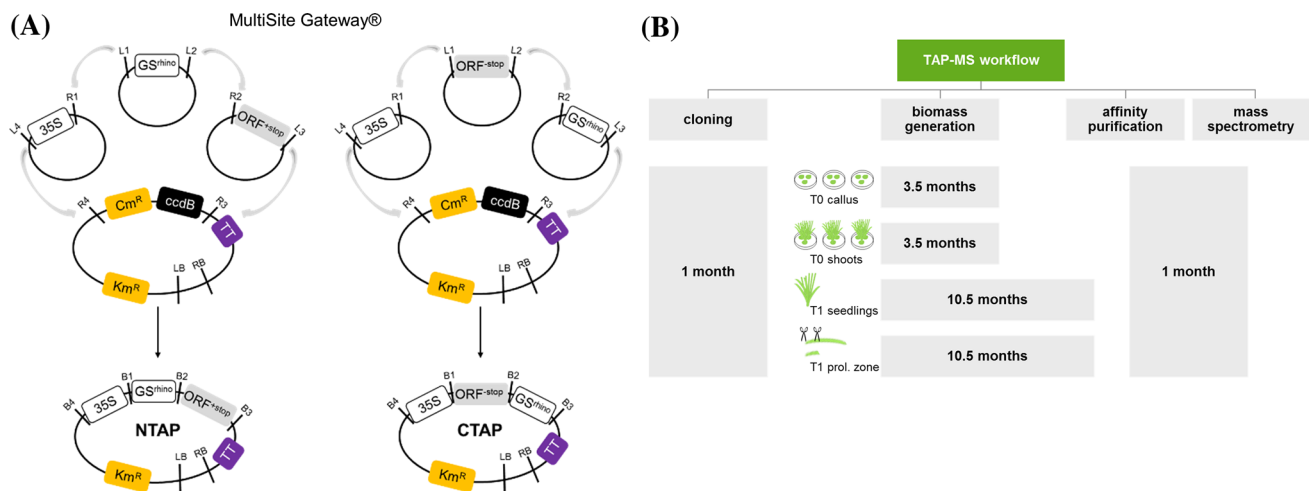 (A)
MultiSite Gateway®
L1
L2
GSrhino
R1
L4
35S
R2
ORF+stop
L3
R4
CmR
ccdB
R3
TT
LB
RB
KmR
B1
B2
B4
35S
GSrhino
ORF+stop
B3
NTAP
TT
LB
RB
KmR
L1
L2
ORF-stop
R1
L4
35S
R2
GSrhino
L3
R4
CmR
ccdB
R3
TT
LB
RB
KmR
B1
B2
B4
35S
ORF-stop
GSrhino
B3
CTAP
TT
LB
RB
KmR
(B)
TAP-MS workflow
cloning
biomass
generation
affinity
purification
mass
spectrometry
1 month
T0 callus
3.5 months
T0 shoots
3.5 months
T1 seedlings
10.5 months
T1 prol. zone
10.5 months
1 month